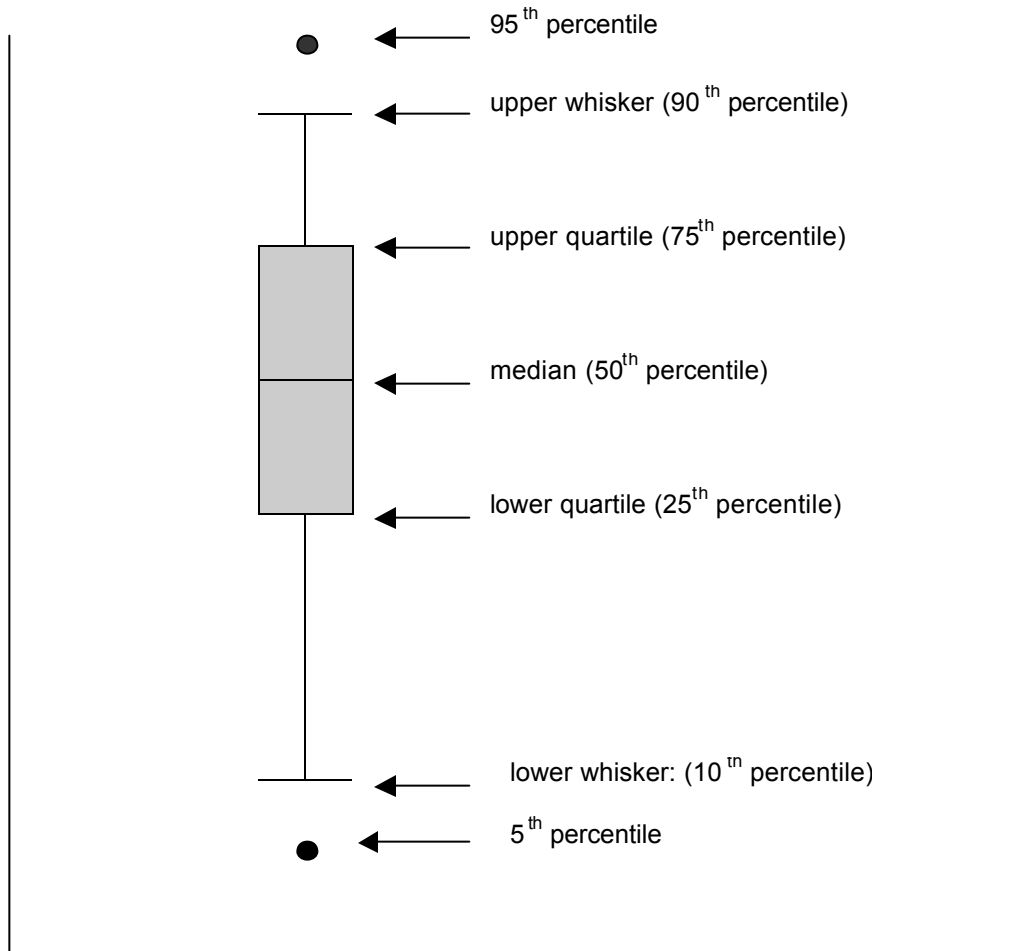 95 th percentile
upper whisker (90 th percentile)
upper quartile (75th percentile)
median (50th percentile)
lower quartile (25th percentile)
lower whisker: (10 th percentile)
5 th percentile